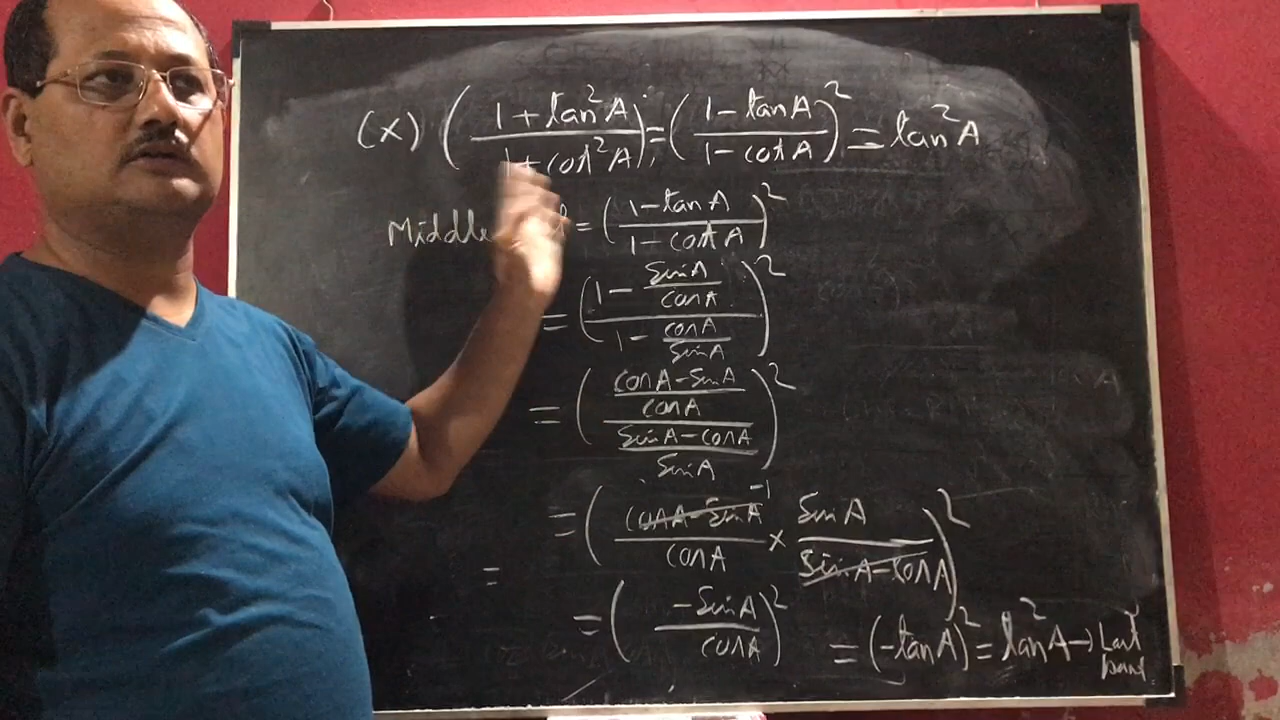 (x) (1+tan²A / 1+cot²A) = (1-tanA / 1-cotA)² = tan²A
Middle = (1-tanA / 1-cotA)²
= (1 - sinA/cosA / 1 - cosA/sinA)²
= (cosA-sinA / cosA / sinA-cosA / sinA)²
= (cosA-sinA -1 / cosA × sinA / sinA-cosA)²
=
= (-sinA / cosA)² = (-tanA)² = tan²A → Last part